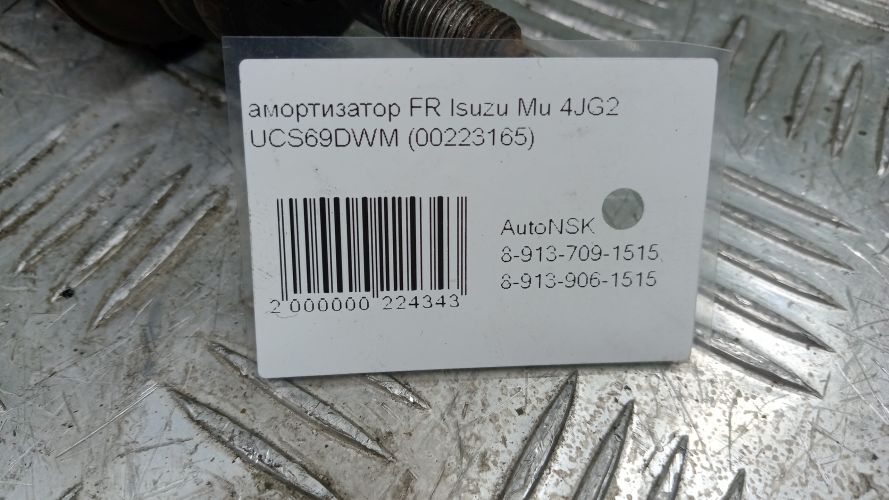 амортизатор FR Isuzu Mu 4JG2
UCS69DWM (00223165)
AutoNSK
8-913-709-1515
8-913-906-1515
2 000000 224343